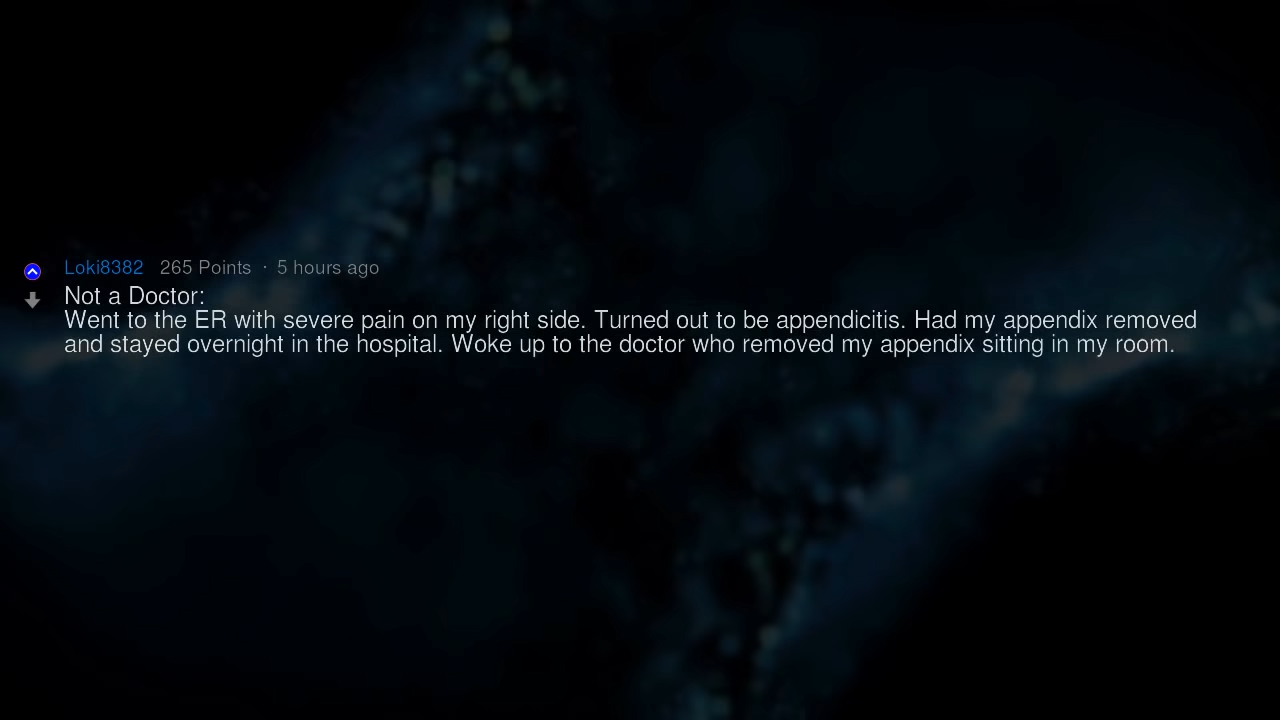 Loki8382 265 Points · 5 hours ago
Not a Doctor:
Went to the ER with severe pain on my right side. Turned out to be appendicitis. Had my appendix removed
and stayed overnight in the hospital. Woke up to the doctor who removed my appendix sitting in my room.